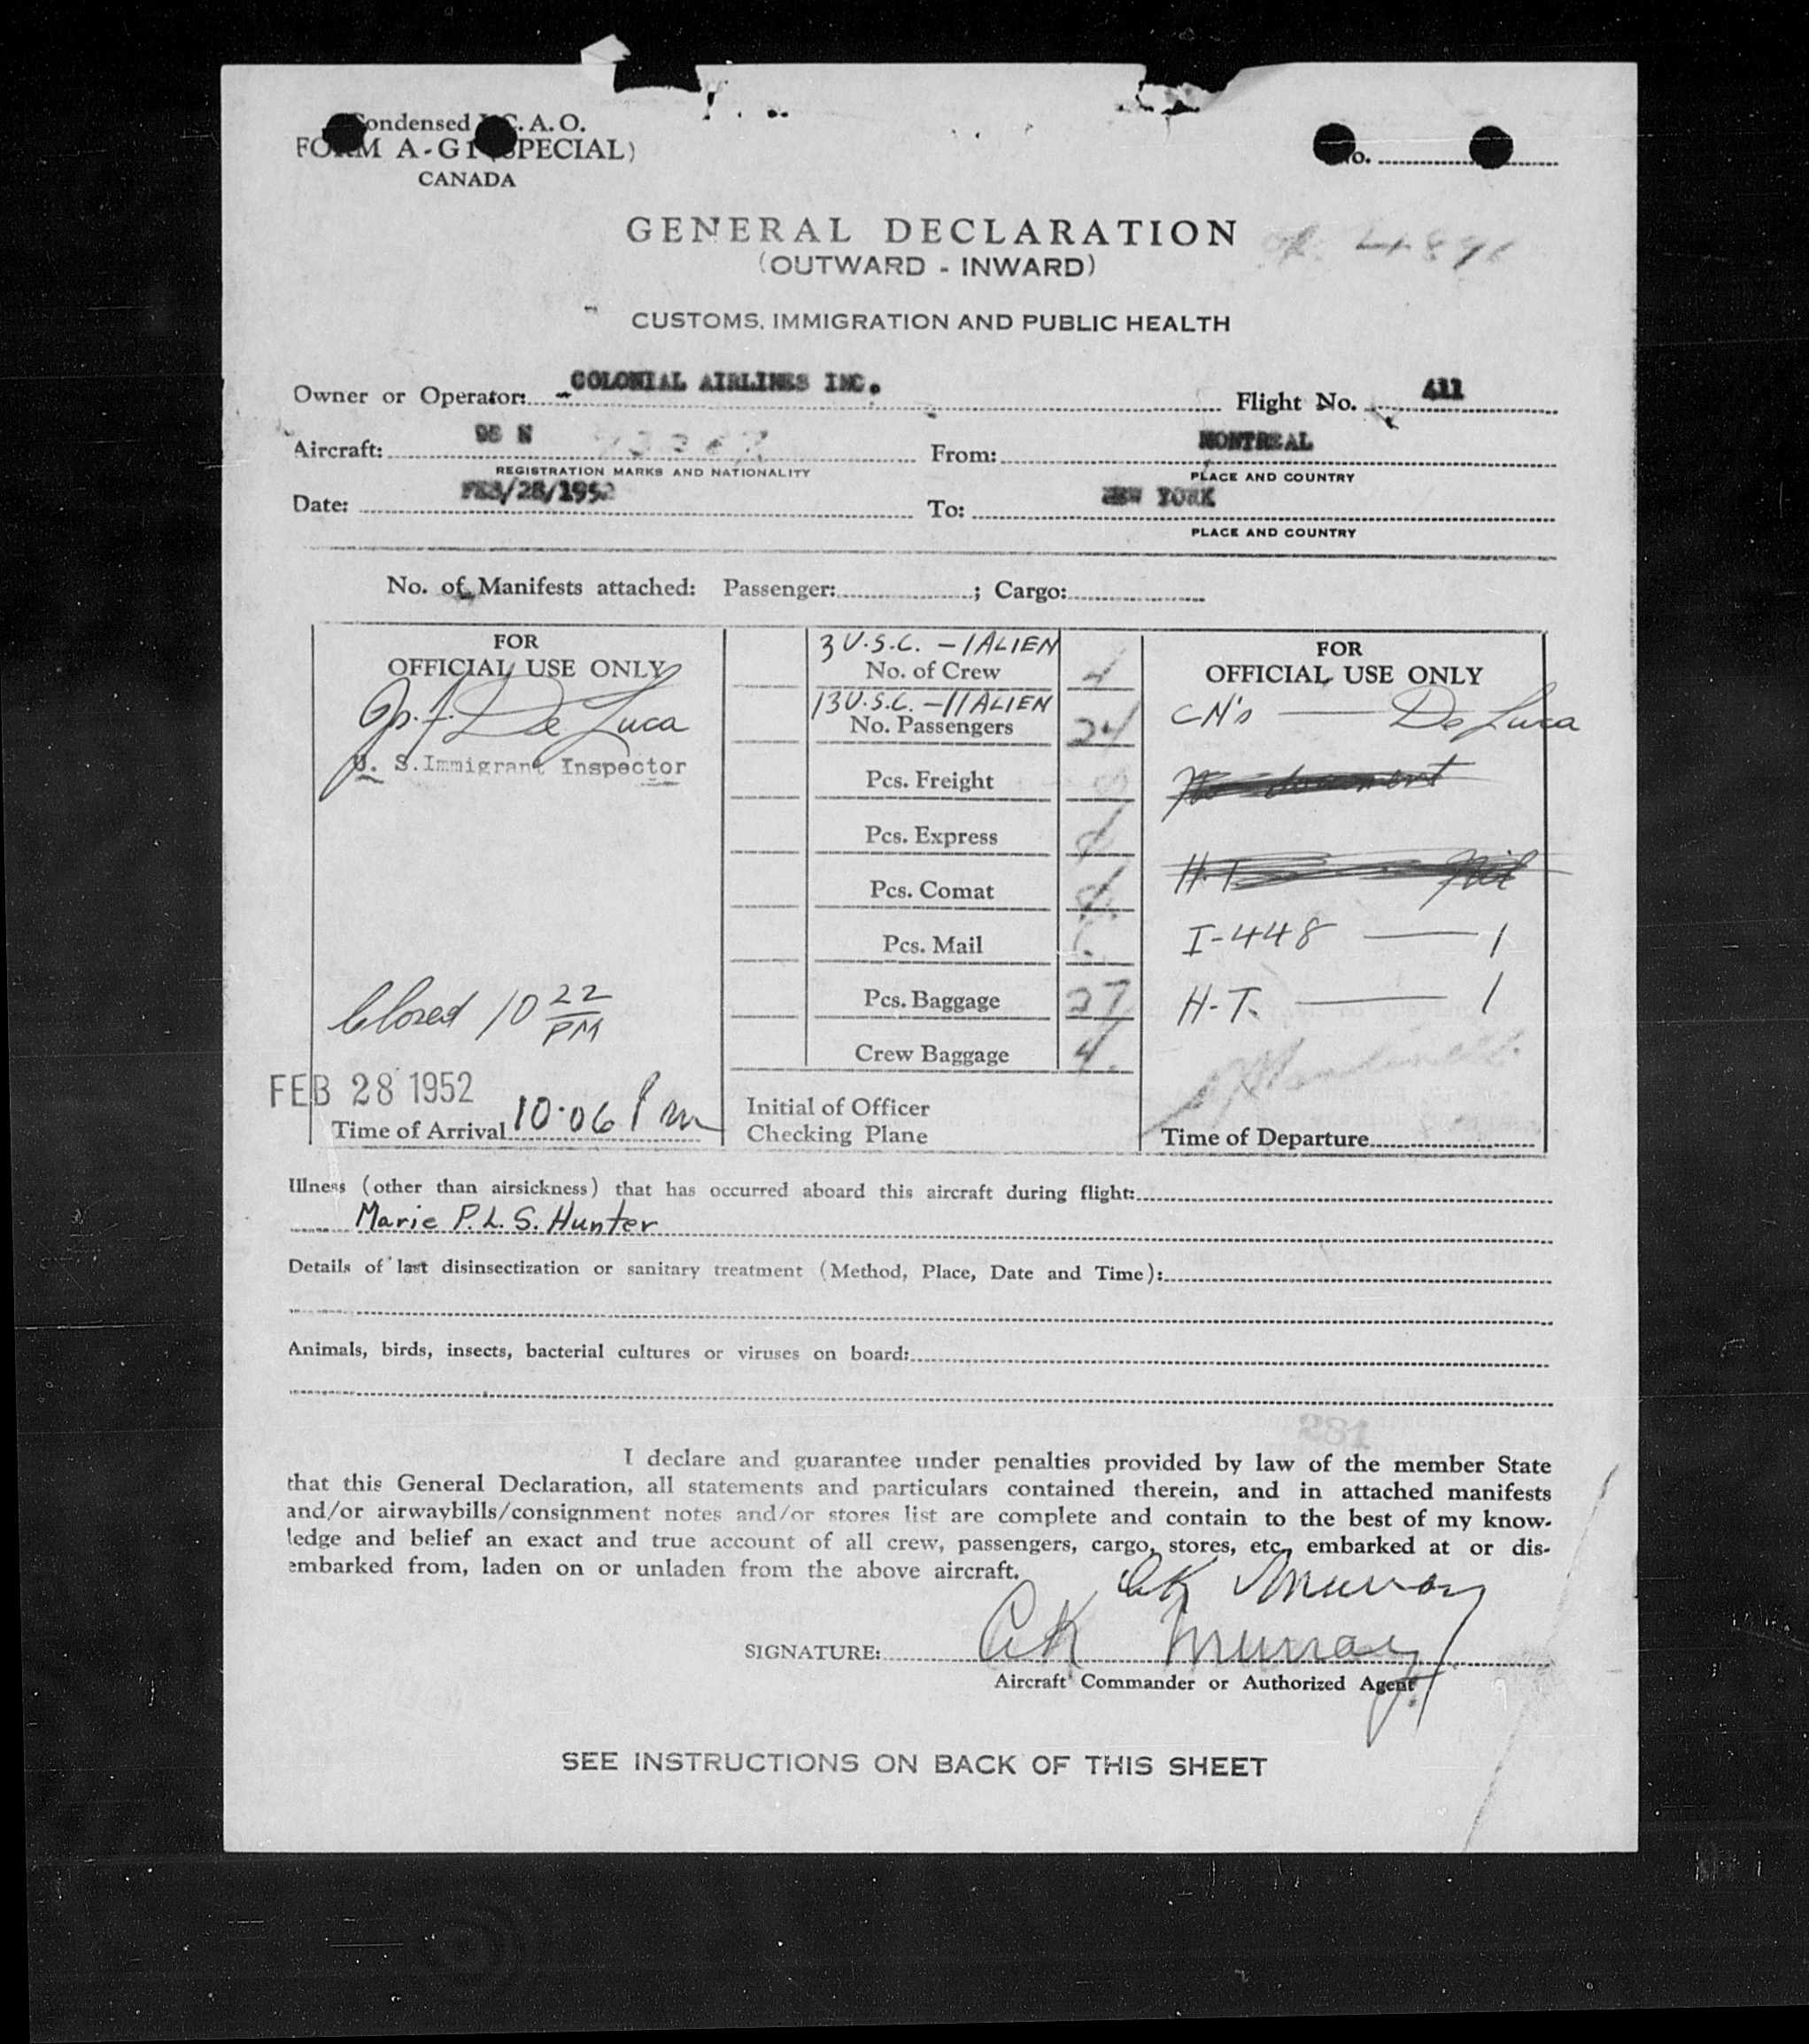 Condensed I.C.A.O.
FORM A-G1 (SPECIAL)
CANADA
No.
GENERAL DECLARATION
(OUTWARD - INWARD)
CUSTOMS, IMMIGRATION AND PUBLIC HEALTH
Owner or Operator: COLONIAL AIRLINES INC. Flight No. 411
Aircraft: N From: MONTREAL
REGISTRATION MARKS AND NATIONALITY PLACE AND COUNTRY
Date: FEB/28/1952 To: NEW YORK
PLACE AND COUNTRY
No. of Manifests attached: Passenger: ; Cargo:
FOR
OFFICIAL USE ONLY
De Luca
U. S. Immigrant Inspector
Closed 10 22 PM
FEB 28 1952
Time of Arrival 10:06 Pm
3 U.S.C. - 1 ALIEN
No. of Crew 4
13 U.S.C. - 11 ALIEN
No. Passengers 24
Pcs. Freight
Pcs. Express
Pcs. Comat
Pcs. Mail
Pcs. Baggage 27
Crew Baggage 4.
Initial of Officer
Checking Plane
FOR
OFFICIAL USE ONLY
CN's — De Luca
No document
H.T. Nil
I-448 — 1
H-T. — 1
Time of Departure
Illness (other than airsickness) that has occurred aboard this aircraft during flight:
Marie P. L. S. Hunter
Details of last disinsectization or sanitary treatment (Method, Place, Date and Time):
Animals, birds, insects, bacterial cultures or viruses on board:
I declare and guarantee under penalties provided by law of the member State
that this General Declaration, all statements and particulars contained therein, and in attached manifests
and/or airwaybills/consignment notes and/or stores list are complete and contain to the best of my know-
ledge and belief an exact and true account of all crew, passengers, cargo, stores, etc., embarked at or dis-
embarked from, laden on or unladen from the above aircraft.
CK Murray
SIGNATURE: CK Murray
Aircraft Commander or Authorized Agent
SEE INSTRUCTIONS ON BACK OF THIS SHEET